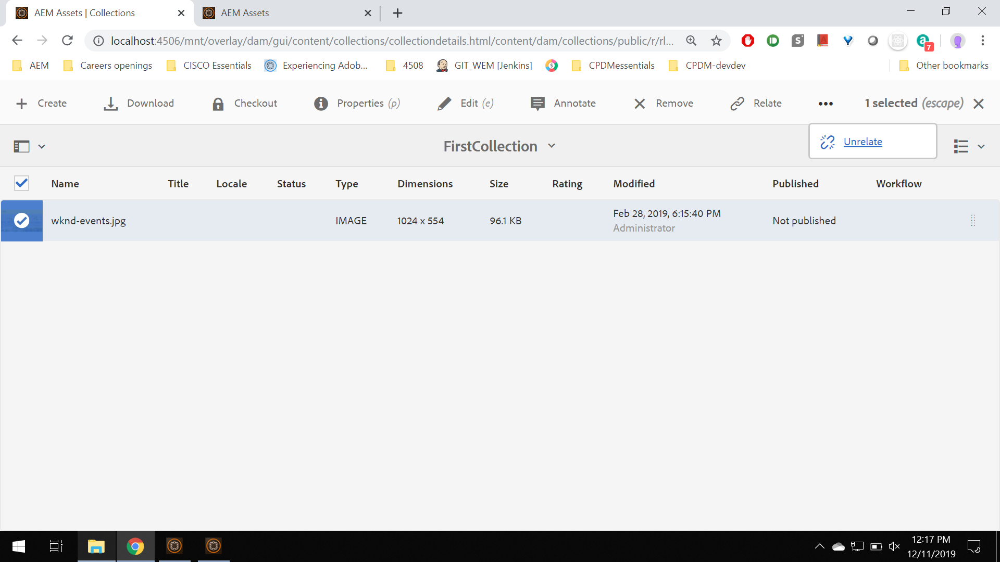 AEM Assets | Collections
AEM Assets
localhost:4506/mnt/overlay/dam/gui/content/collections/collectiondetails.html/content/dam/collections/public/r/rl...
7
AEM
Careers openings
CISCO Essentials
Experiencing Adob...
4508
GIT_WEM [Jenkins]
CPDMessentials
CPDM-devdev
Other bookmarks
Create
Download
Checkout
Properties (p)
Edit (e)
Annotate
Remove
Relate
1 selected (escape)
FirstCollection
Unrelate
Name Title Locale Status Type Dimensions Size Rating Modified Published Workflow
wknd-events.jpg IMAGE 1024 x 554 96.1 KB Feb 28, 2019, 6:15:40 PM Not published
Administrator
12:17 PM
12/11/2019